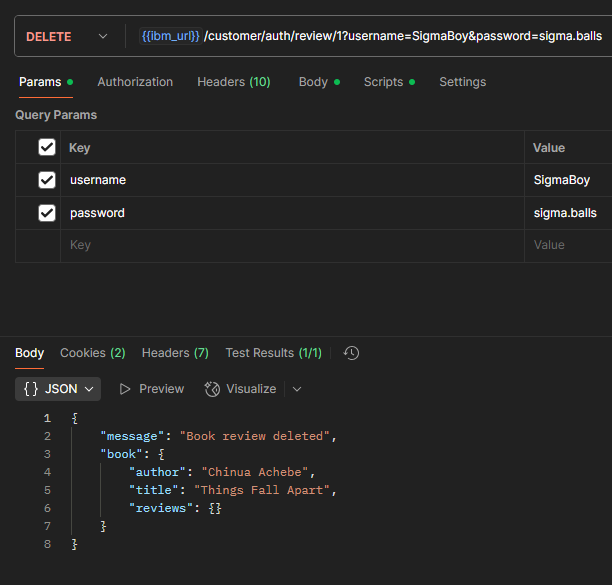 DELETE {{ibm_url}} /customer/auth/review/1?username=SigmaBoy&password=sigma.balls
Params Authorization Headers (10) Body Scripts Settings
Query Params
Key Value
username SigmaBoy
password sigma.balls
Key Value
Body Cookies (2) Headers (7) Test Results (1/1)
{ } JSON Preview Visualize
1 {
2 "message": "Book review deleted",
3 "book": {
4 "author": "Chinua Achebe",
5 "title": "Things Fall Apart",
6 "reviews": {}
7 }
8 }